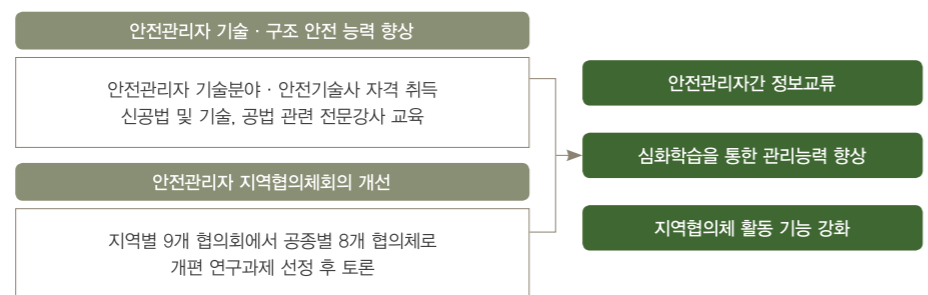 안전관리자 기술 · 구조 안전 능력 향상
안전관리자 기술분야 · 안전기술사 자격 취득
신공법 및 기술, 공법 관련 전문강사 교육
안전관리자 지역협의체회의 개선
지역별 9개 협의회에서 공종별 8개 협의체로
개편 연구과제 선정 후 토론
안전관리자간 정보교류
심화학습을 통한 관리능력 향상
지역협의체 활동 기능 강화